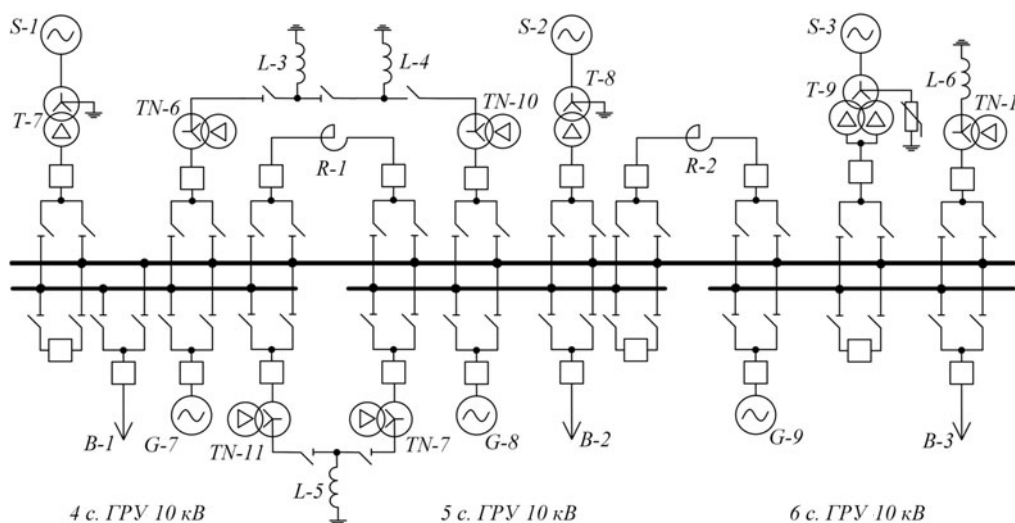 S-1
S-2
S-3
L-3
L-4
L-6
T-7
TN-6
TN-10
T-8
T-9
TN-1
R-1
R-2
B-1
G-7
TN-11
TN-7
G-8
B-2
G-9
B-3
L-5
4 с. ГРУ 10 кВ
5 с. ГРУ 10 кВ
6 с. ГРУ 10 кВ